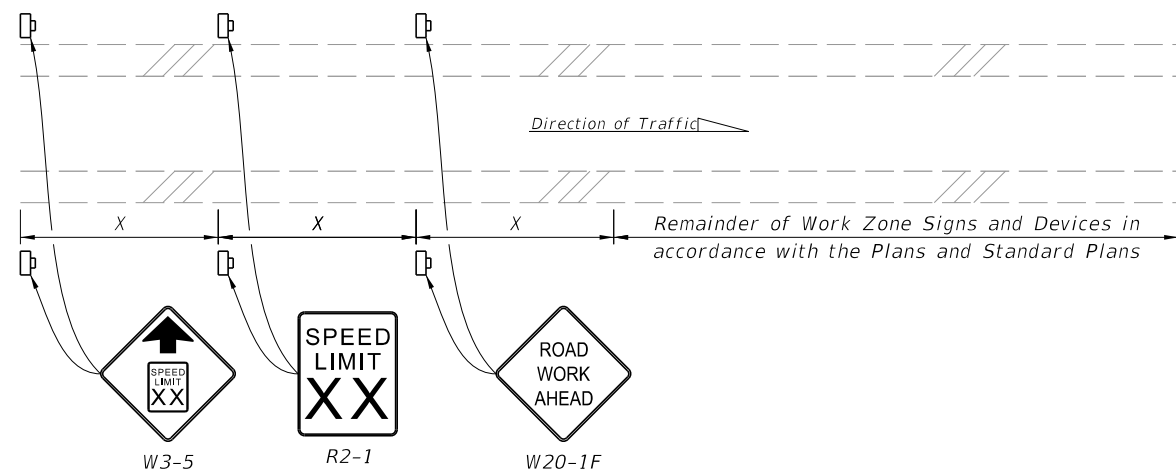 Direction of Traffic
X
X
X
Remainder of Work Zone Signs and Devices in
accordance with the Plans and Standard Plans
SPEED
LIMIT
XX
W3-5
SPEED
LIMIT
XX
R2-1
ROAD
WORK
AHEAD
W20-1F